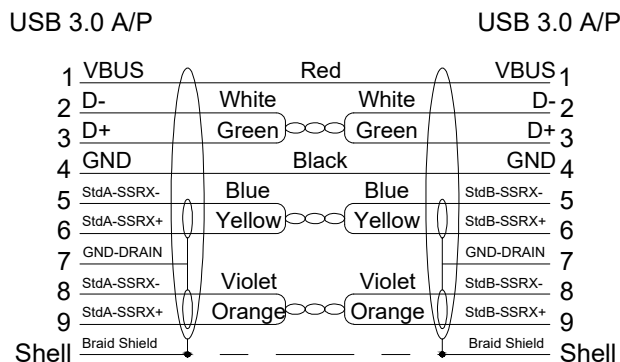 USB 3.0 A/P USB 3.0 A/P
1 VBUS Red VBUS 1
2 D- White White D- 2
3 D+ Green Green D+ 3
4 GND Black GND 4
5 StdA-SSRX- Blue Blue StdB-SSRX- 5
6 StdA-SSRX+ Yellow Yellow StdB-SSRX+ 6
7 GND-DRAIN GND-DRAIN 7
8 StdA-SSRX- Violet Violet StdB-SSRX- 8
9 StdA-SSRX+ Orange Orange StdB-SSRX+ 9
Shell Braid Shield Braid Shield Shell